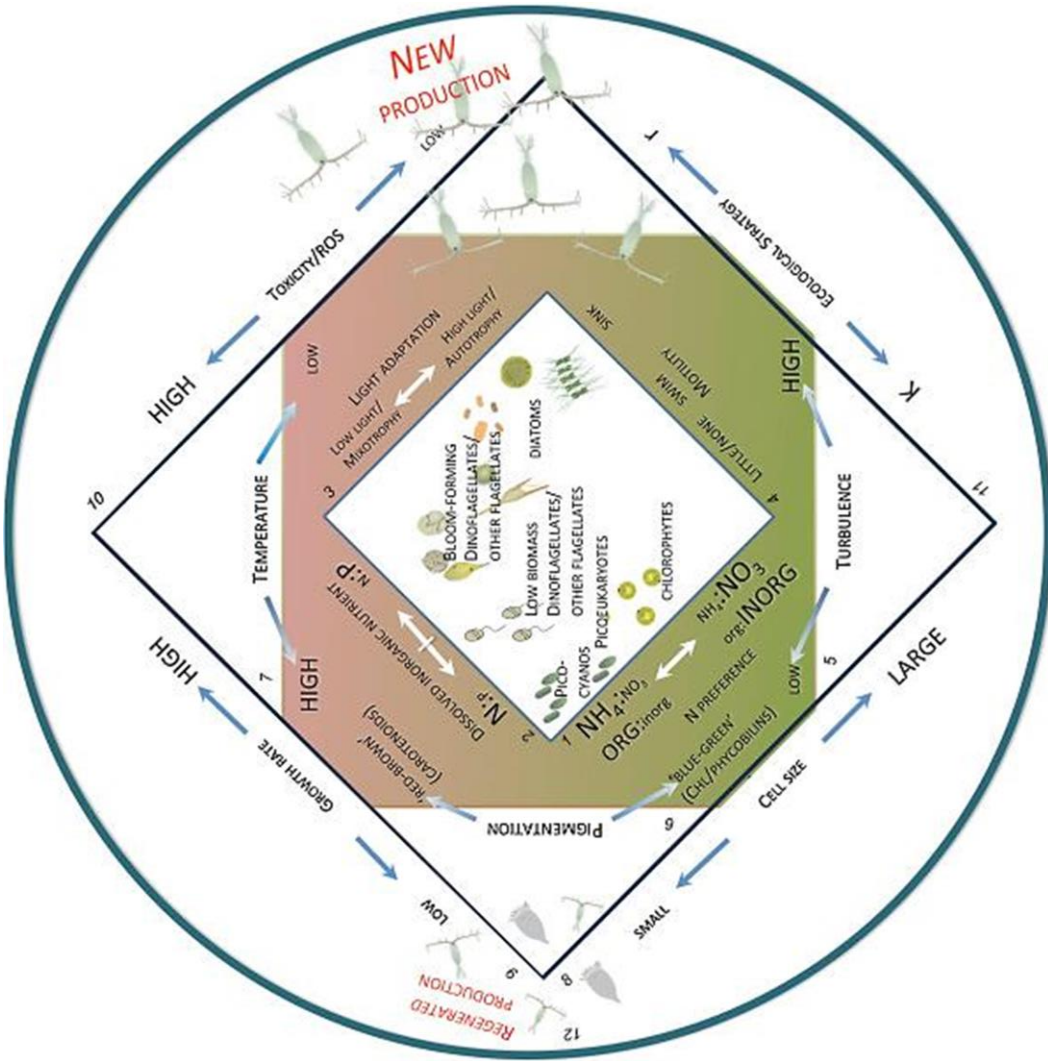 NEW
PRODUCTION
LOW
TOXICITY/ROS
HIGH
10
r
ECOLOGICAL STRATEGY
K
11
LOW
TEMPERATURE
HIGH
7
LIGHT ADAPTATION
HIGH LIGHT/
AUTOTROPHY
LOW LIGHT/
MIXOTROPHY
3
SINK
MOTILITY
SWIM
LITTLE/NONE
4
HIGH
TURBULENCE
LOW
5
BLOOM-FORMING
DINOFLAGELLATES/
OTHER FLAGELLATES
DIATOMS
LOW BIOMASS
DINOFLAGELLATES/
OTHER FLAGELLATES
PICOEUKARYOTES
CHLOROPHYTES
PICO-
CYANOS
N:P
DISSOLVED INORGANIC NUTRIENT
N:P
2
1
NH4:NO3
ORG:inorg
N PREFERENCE
NH4:NO3
org:INORG
'RED-BROWN'
(CAROTENOIDS)
PIGMENTATION
'BLUE-GREEN'
(CHL/PHYCOBILINS)
6
HIGH
GROWTH RATE
LOW
9
LARGE
CELL SIZE
SMALL
8
REGENERATED
PRODUCTION
12